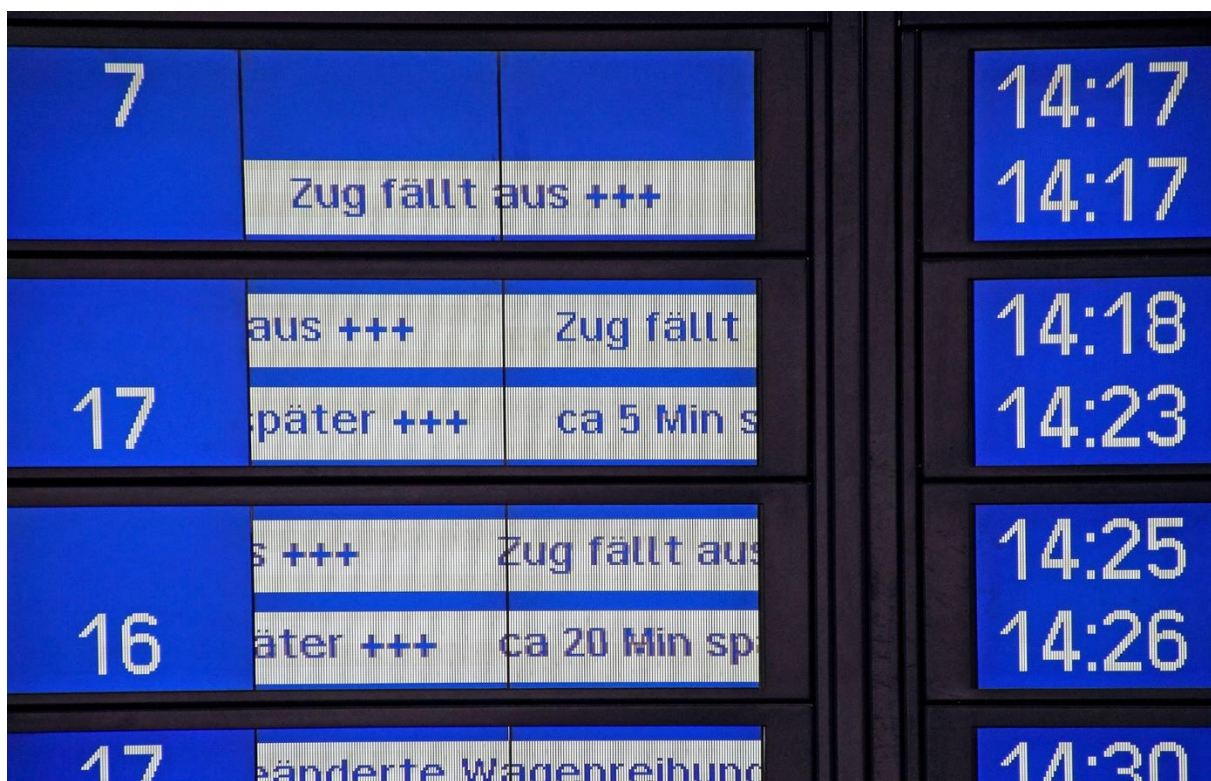 7 14:17
Zug fällt aus +++ 14:17
aus +++ Zug fällt 14:18
17 päter +++ ca 5 Min s 14:23
s +++ Zug fällt aus 14:25
16 äter +++ ca 20 Min sp 14:26
17 eänderte Wagenreihung 14:30